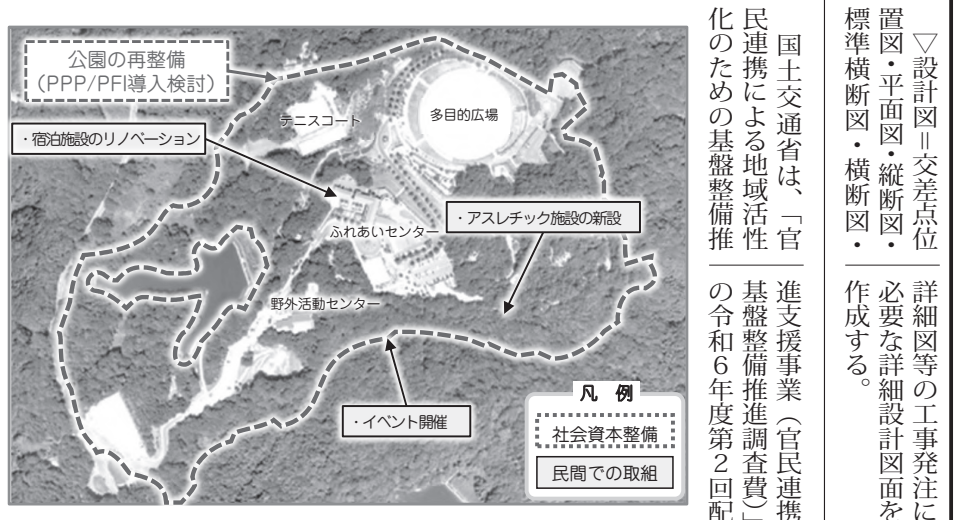 ▽設計図＝交差点位
置図・平面図・縦断図・
標準横断図・横断図・
詳細図等の工事発注に
必要な詳細設計図面を
作成する。
国土交通省は、「官
民連携による地域活性
化のための基盤整備推
進支援事業（官民連携
基盤整備推進調査費）」
の令和６年度第２回配
公園の再整備
（PPP/PFI導入検討）
・宿泊施設のリノベーション
テニスコート
多目的広場
ふれあいセンター
・アスレチック施設の新設
野外活動センター
・イベント開催
凡 例
社会資本整備
民間での取組